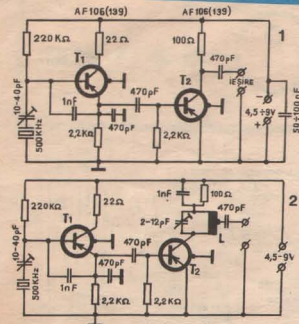 AF106(139) AF106(139)
1
220KΩ 22Ω 100Ω
T1 T2
470pF
IESIRE
10-40pF
500KHz
1nF
470pF
470pF
2,2KΩ
2,2KΩ
-
4,5÷9V
+
50÷100pF
2
1nF 100Ω
220KΩ 22Ω
T1
2-12pF
470pF
L
10-40pF
500KHz
1nF
470pF
470pF
T2
2,2KΩ
2,2KΩ
4,5-9V